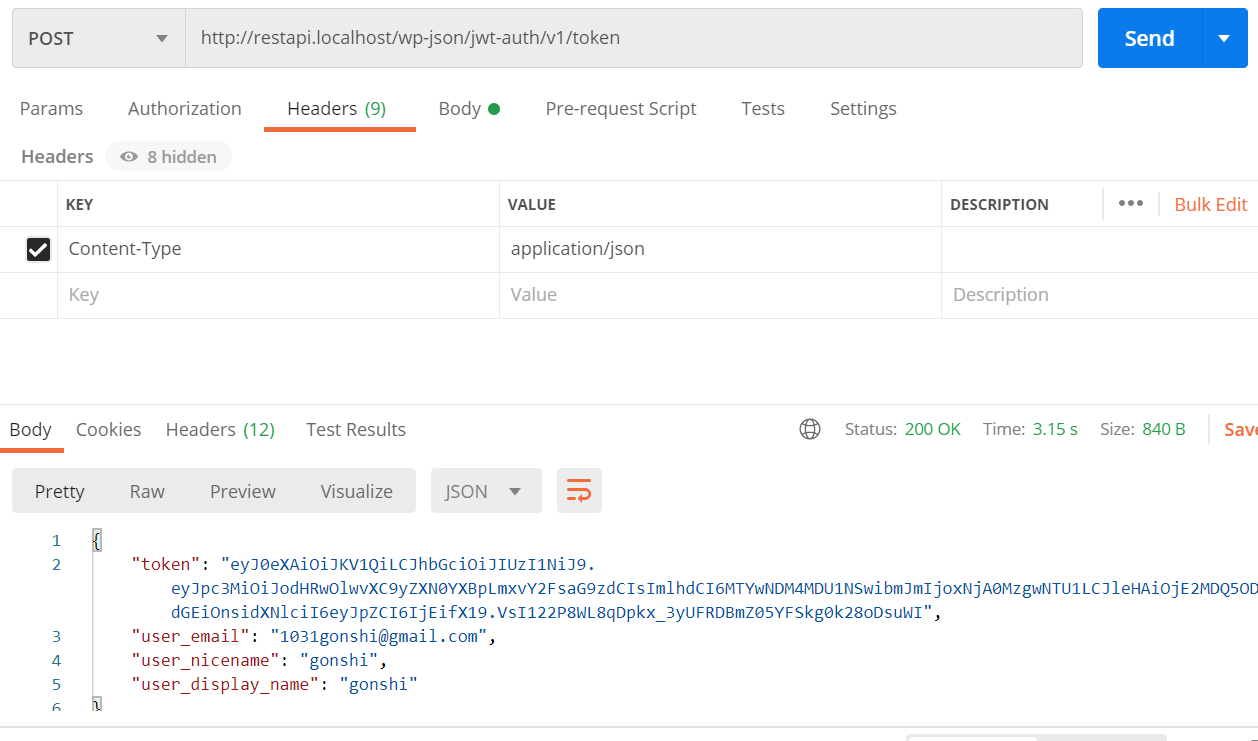 POST http://restapi.localhost/wp-json/jwt-auth/v1/token Send
Params Authorization Headers (9) Body Pre-request Script Tests Settings
Headers 8 hidden
KEY VALUE DESCRIPTION ••• Bulk Edit
Content-Type application/json
Key Value Description
Body Cookies Headers (12) Test Results Status: 200 OK Time: 3.15 s Size: 840 B Save
Pretty Raw Preview Visualize JSON
1 {
2 "token": "eyJ0eXAiOiJKV1QiLCJhbGciOiJIUzI1NiJ9.
eyJpc3MiOiJodHRwOlwvXC9yZXN0YXBpLmxvY2FsaG9zdCIsImlhdCI6MTYwNDM4MDU1NSwibmJmIjoxNjA0MzgwNTU1LCJleHAiOjE2MDQ5OD
dGEiOnsidXNlciI6eyJpZCI6IjEifX19.VsI122P8WL8qDpkx_3yUFRDBmZ05YFSkg0k28oDsuWI",
3 "user_email": "1031gonshi@gmail.com",
4 "user_nicename": "gonshi",
5 "user_display_name": "gonshi"
6 }